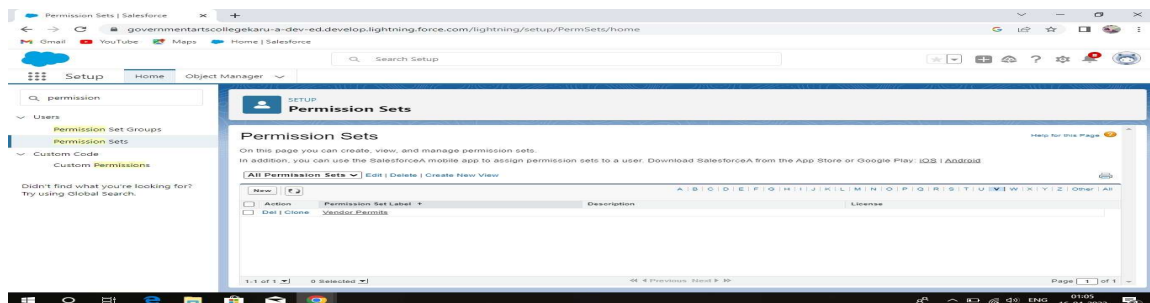 Permission Sets | Salesforce
governmentartscollegekaru-a-dev-ed.develop.lightning.force.com/lightning/setup/PermSets/home
Gmail YouTube Maps Home | Salesforce
Search Setup
Setup Home Object Manager
permission
Users
Permission Set Groups
Permission Sets
Custom Code
Custom Permissions
Didn't find what you're looking for?
Try using Global Search.
SETUP
Permission Sets
Permission Sets
Help for this Page
On this page you can create, view, and manage permission sets.
In addition, you can use the SalesforceA mobile app to assign permission sets to a user. Download SalesforceA from the App Store or Google Play: iOS | Android
All Permission Sets Edit | Delete | Create New View
New A | B | C | D | E | F | G | H | I | J | K | L | M | N | O | P | Q | R | S | T | U | V | W | X | Y | Z | Other | All
Action Permission Set Label Description License
Del | Clone Vendor Permits
1-1 of 1 0 Selected Previous Next Page 1 of 1
ENG 01:05